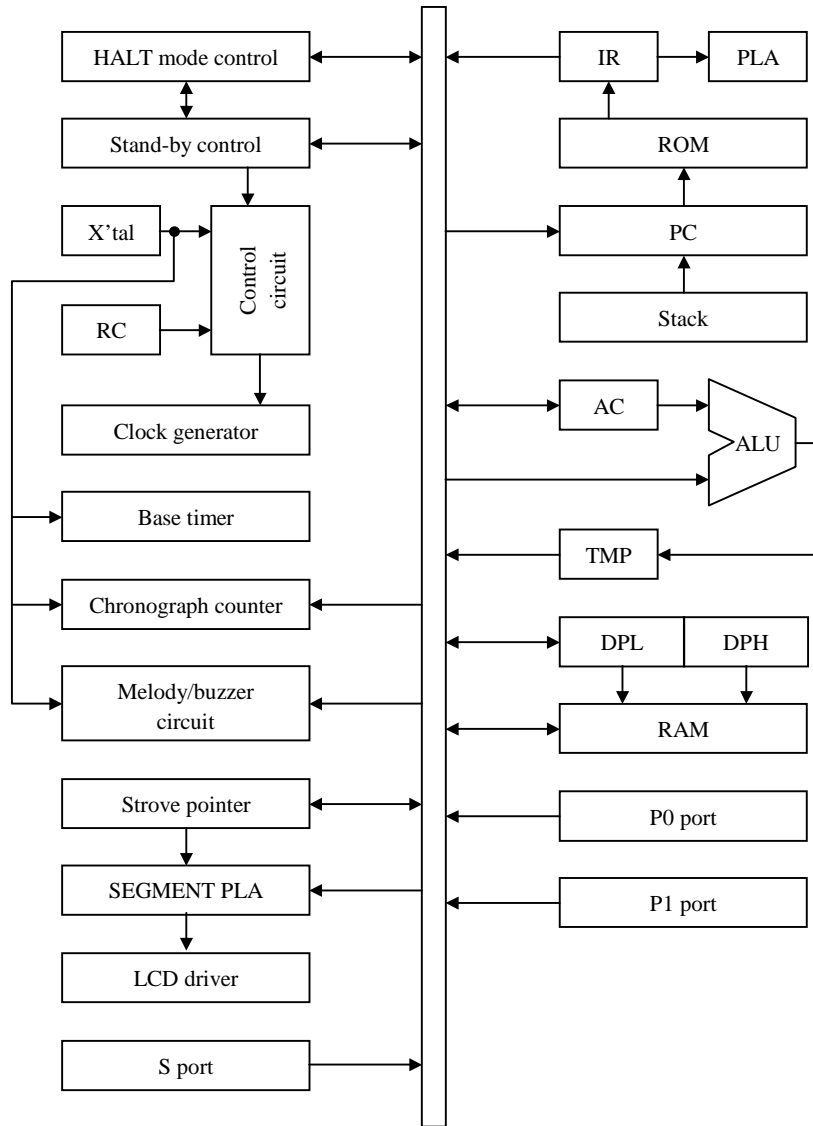 HALT mode control
Stand-by control
X'tal
RC
Control
circuit
Clock generator
Base timer
Chronograph counter
Melody/buzzer
circuit
Strove pointer
SEGMENT PLA
LCD driver
S port
IR
PLA
ROM
PC
Stack
AC
ALU
TMP
DPL
DPH
RAM
P0 port
P1 port